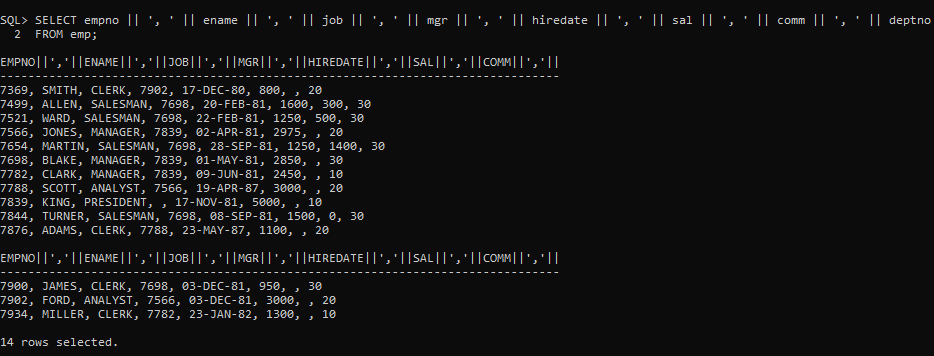 SQL> SELECT empno || ', ' || ename || ', ' || job || ', ' || mgr || ', ' || hiredate || ', ' || sal || ', ' || comm || ', ' || deptno
  2  FROM emp;

EMPNO||','||ENAME||','||JOB||','||MGR||','||HIREDATE||','||SAL||','||COMM||','||
--------------------------------------------------------------------------------
7369, SMITH, CLERK, 7902, 17-DEC-80, 800, , 20
7499, ALLEN, SALESMAN, 7698, 20-FEB-81, 1600, 300, 30
7521, WARD, SALESMAN, 7698, 22-FEB-81, 1250, 500, 30
7566, JONES, MANAGER, 7839, 02-APR-81, 2975, , 20
7654, MARTIN, SALESMAN, 7698, 28-SEP-81, 1250, 1400, 30
7698, BLAKE, MANAGER, 7839, 01-MAY-81, 2850, , 30
7782, CLARK, MANAGER, 7839, 09-JUN-81, 2450, , 10
7788, SCOTT, ANALYST, 7566, 19-APR-87, 3000, , 20
7839, KING, PRESIDENT, , 17-NOV-81, 5000, , 10
7844, TURNER, SALESMAN, 7698, 08-SEP-81, 1500, 0, 30
7876, ADAMS, CLERK, 7788, 23-MAY-87, 1100, , 20

EMPNO||','||ENAME||','||JOB||','||MGR||','||HIREDATE||','||SAL||','||COMM||','||
--------------------------------------------------------------------------------
7900, JAMES, CLERK, 7698, 03-DEC-81, 950, , 30
7902, FORD, ANALYST, 7566, 03-DEC-81, 3000, , 20
7934, MILLER, CLERK, 7782, 23-JAN-82, 1300, , 10

14 rows selected.